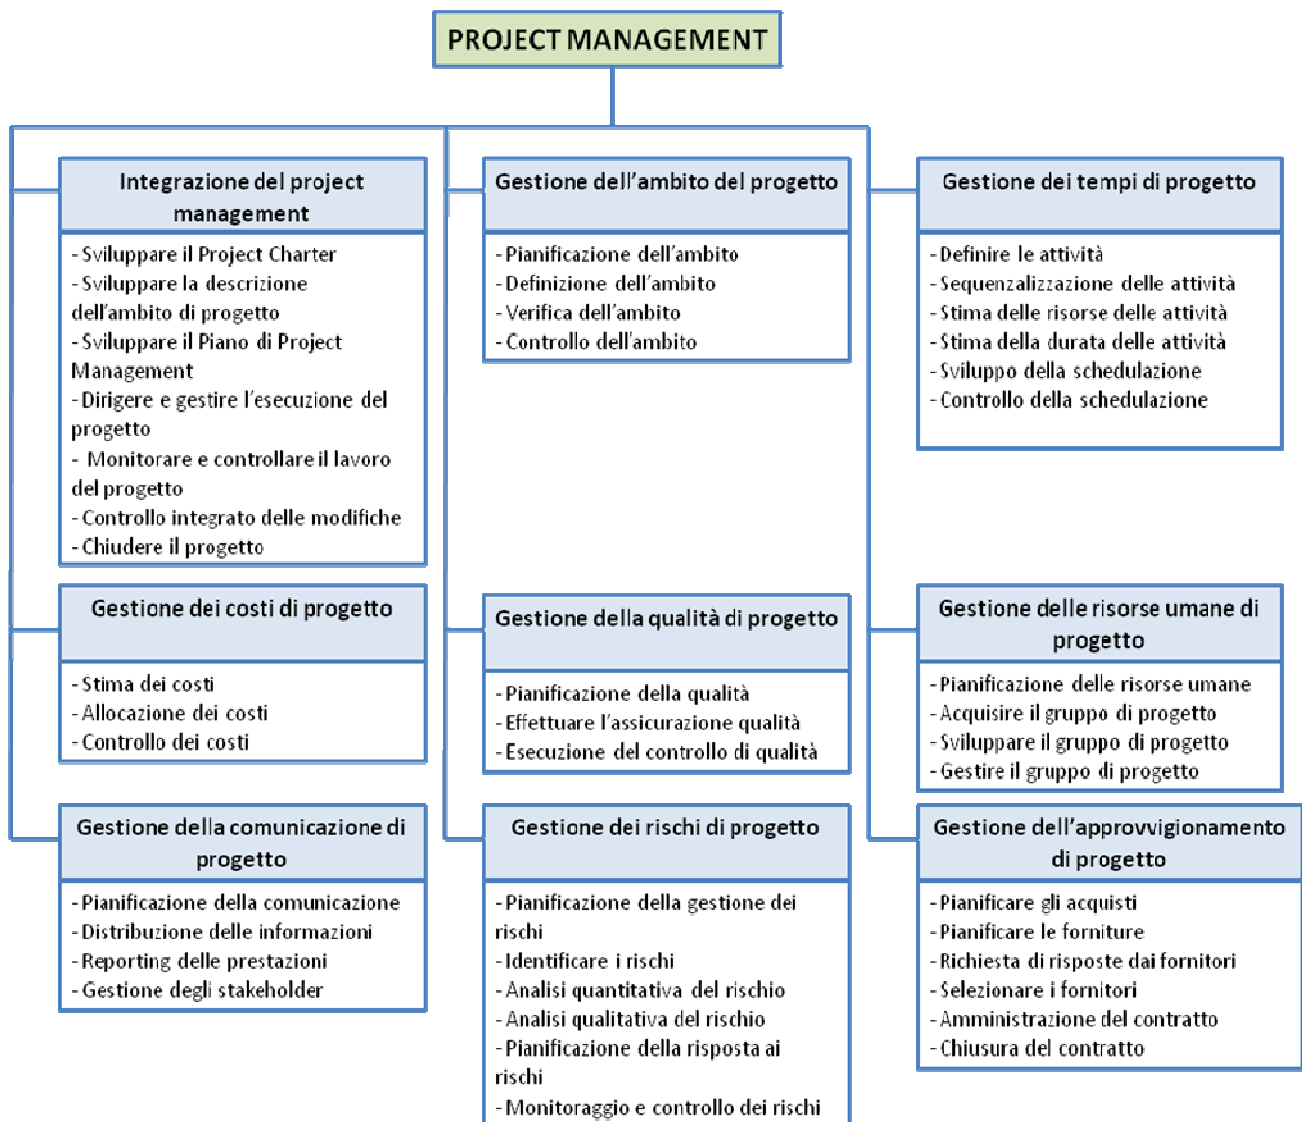 PROJECT MANAGEMENT
Integrazione del project
management
- Sviluppare il Project Charter
- Sviluppare la descrizione
dell'ambito di progetto
- Sviluppare il Piano di Project
Management
- Dirigere e gestire l'esecuzione del
progetto
- Monitorare e controllare il lavoro
del progetto
- Controllo integrato delle modifiche
- Chiudere il progetto
Gestione dell'ambito del progetto
- Pianificazione dell'ambito
- Definizione dell'ambito
- Verifica dell'ambito
- Controllo dell'ambito
Gestione dei tempi di progetto
- Definire le attività
- Sequenzalizzazione delle attività
- Stima delle risorse delle attività
- Stima della durata delle attività
- Sviluppo della schedulazione
- Controllo della schedulazione
Gestione dei costi di progetto
- Stima dei costi
- Allocazione dei costi
- Controllo dei costi
Gestione della qualità di progetto
- Pianificazione della qualità
- Effettuare l'assicurazione qualità
- Esecuzione del controllo di qualità
Gestione delle risorse umane di
progetto
- Pianificazione delle risorse umane
- Acquisire il gruppo di progetto
- Sviluppare il gruppo di progetto
- Gestire il gruppo di progetto
Gestione della comunicazione di
progetto
- Pianificazione della comunicazione
- Distribuzione delle informazioni
- Reporting delle prestazioni
- Gestione degli stakeholder
Gestione dei rischi di progetto
- Pianificazione della gestione dei
rischi
- Identificare i rischi
- Analisi quantitativa del rischio
- Analisi qualitativa del rischio
- Pianificazione della risposta ai
rischi
- Monitoraggio e controllo dei rischi
Gestione dell'approvvigionamento
di progetto
- Pianificare gli acquisti
- Pianificare le forniture
- Richiesta di risposte dai fornitori
- Selezionare i fornitori
- Amministrazione del contratto
- Chiusura del contratto